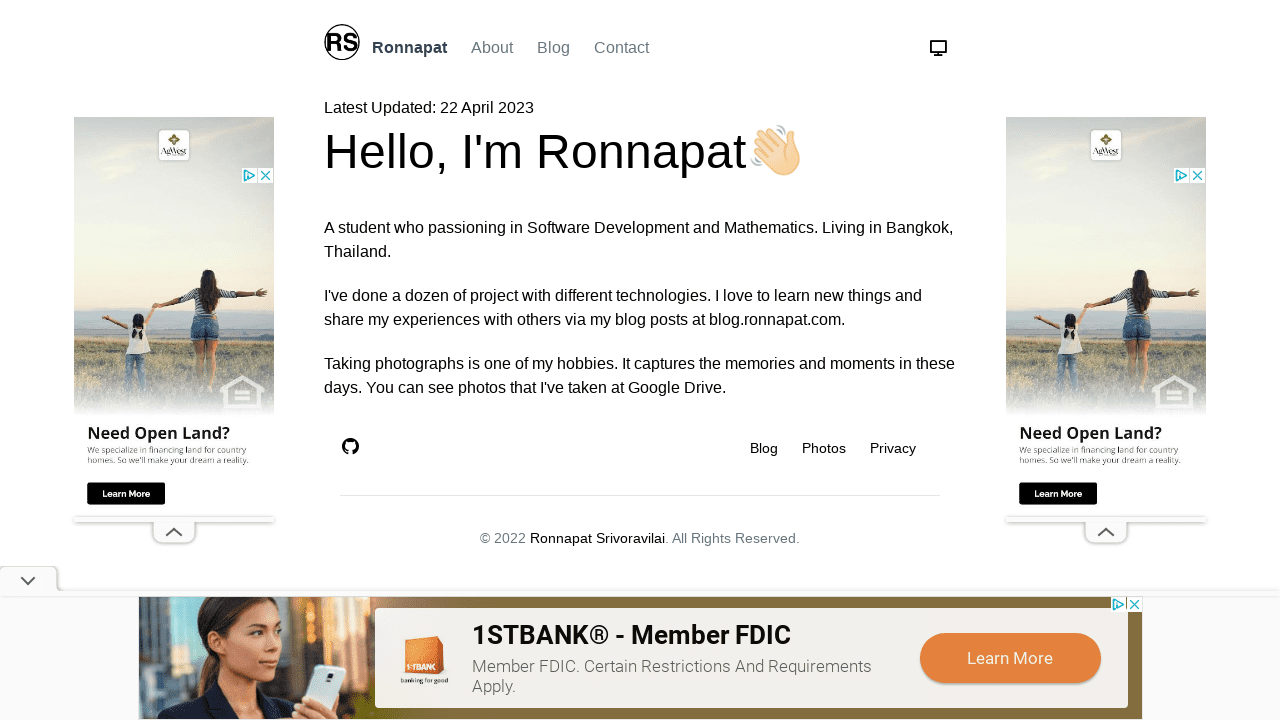 RS Ronnapat About Blog Contact
Latest Updated: 22 April 2023
Hello, I'm Ronnapat👋🏻
A student who passioning in Software Development and Mathematics. Living in Bangkok,
Thailand.
I've done a dozen of project with different technologies. I love to learn new things and
share my experiences with others via my blog posts at blog.ronnapat.com.
Taking photographs is one of my hobbies. It captures the memories and moments in these
days. You can see photos that I've taken at Google Drive.
Blog Photos Privacy
© 2022 Ronnapat Srivoravilai. All Rights Reserved.
AgWest
Need Open Land?
We specialize in financing land for country
homes. So we'll make your dream a reality.
Learn More
AgWest
Need Open Land?
We specialize in financing land for country
homes. So we'll make your dream a reality.
Learn More
1STBANK
banking for good
1STBANK® - Member FDIC
Member FDIC. Certain Restrictions And Requirements
Apply.
Learn More